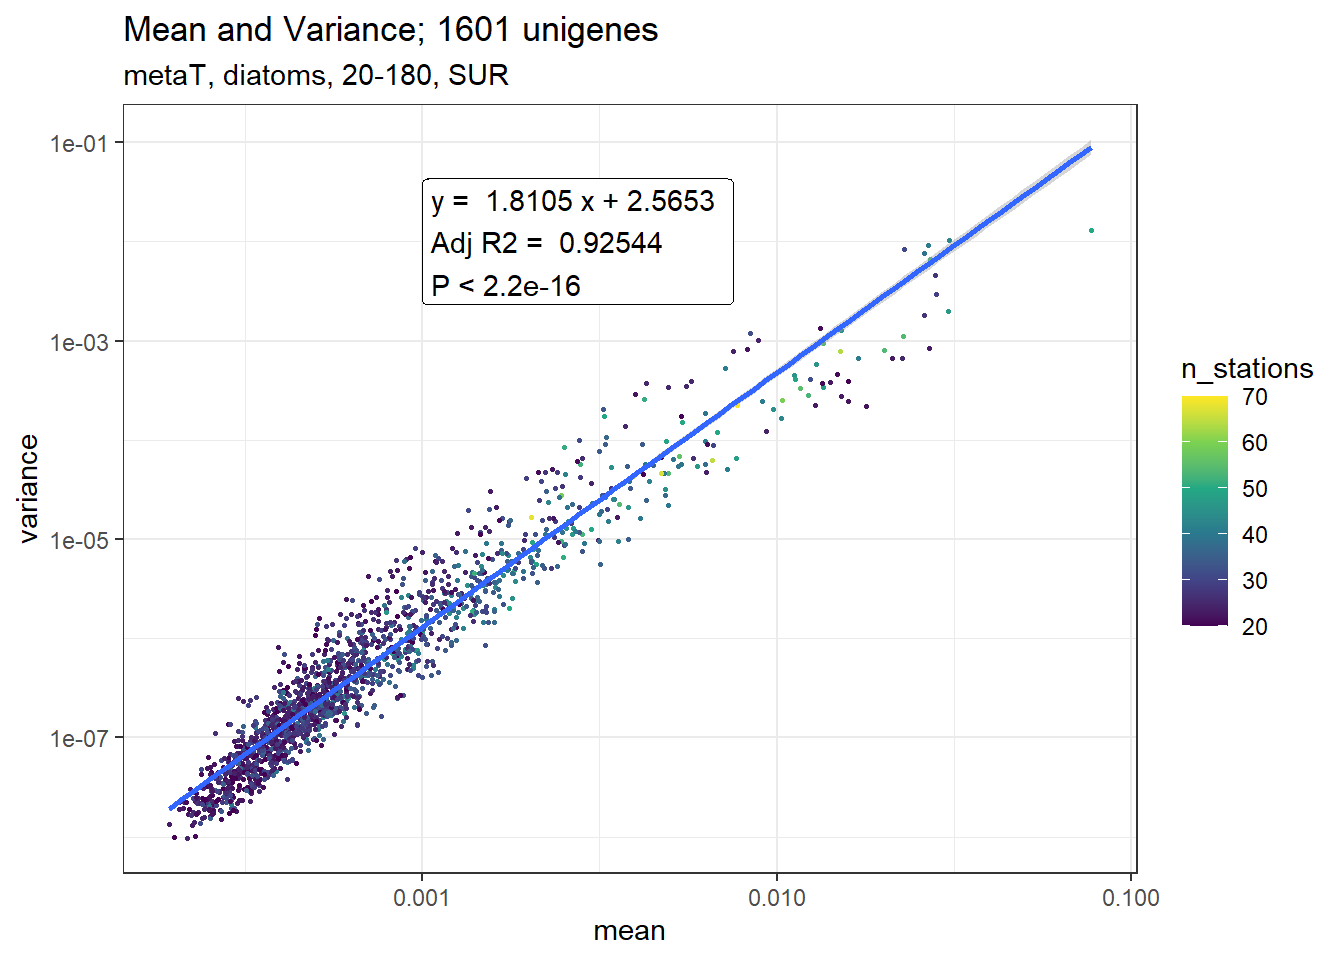 Mean and Variance; 1601 unigenes
metaT, diatoms, 20-180, SUR
1e-01
1e-03
1e-05
1e-07
variance
y =  1.8105 x + 2.5653
Adj R2 =  0.92544
P < 2.2e-16
0.001
0.010
0.100
mean
n_stations
70
60
50
40
30
20